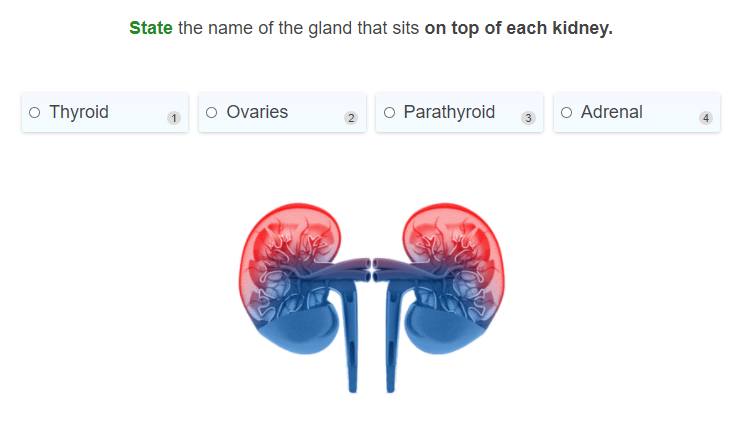 State the name of the gland that sits on top of each kidney.
Thyroid 1 Ovaries 2 Parathyroid 3 Adrenal 4